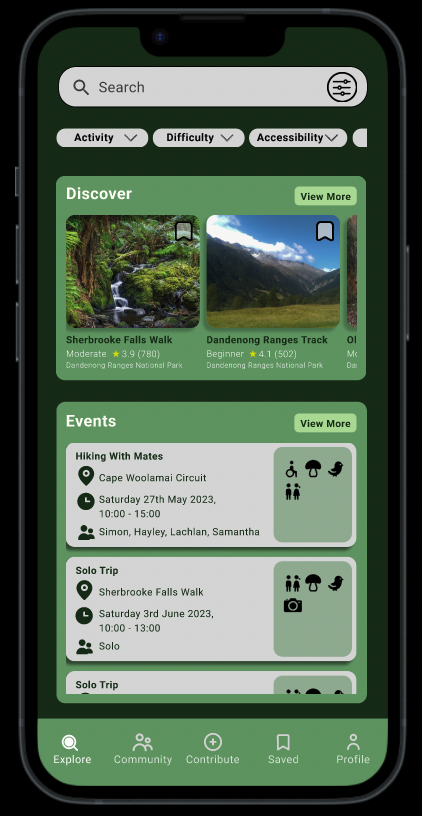 Search
Activity Difficulty Accessibility
Discover View More
Sherbrooke Falls Walk Dandenong Ranges Track
Moderate ★ 3.9 (780) Beginner ★ 4.1 (502)
Dandenong Ranges National Park Dandenong Ranges National Park
Events View More
Hiking With Mates
Cape Woolamai Circuit
Saturday 27th May 2023,
10:00 - 15:00
Simon, Hayley, Lachlan, Samantha
Solo Trip
Sherbrooke Falls Walk
Saturday 3rd June 2023,
10:00 - 13:00
Solo
Solo Trip
Explore Community Contribute Saved Profile